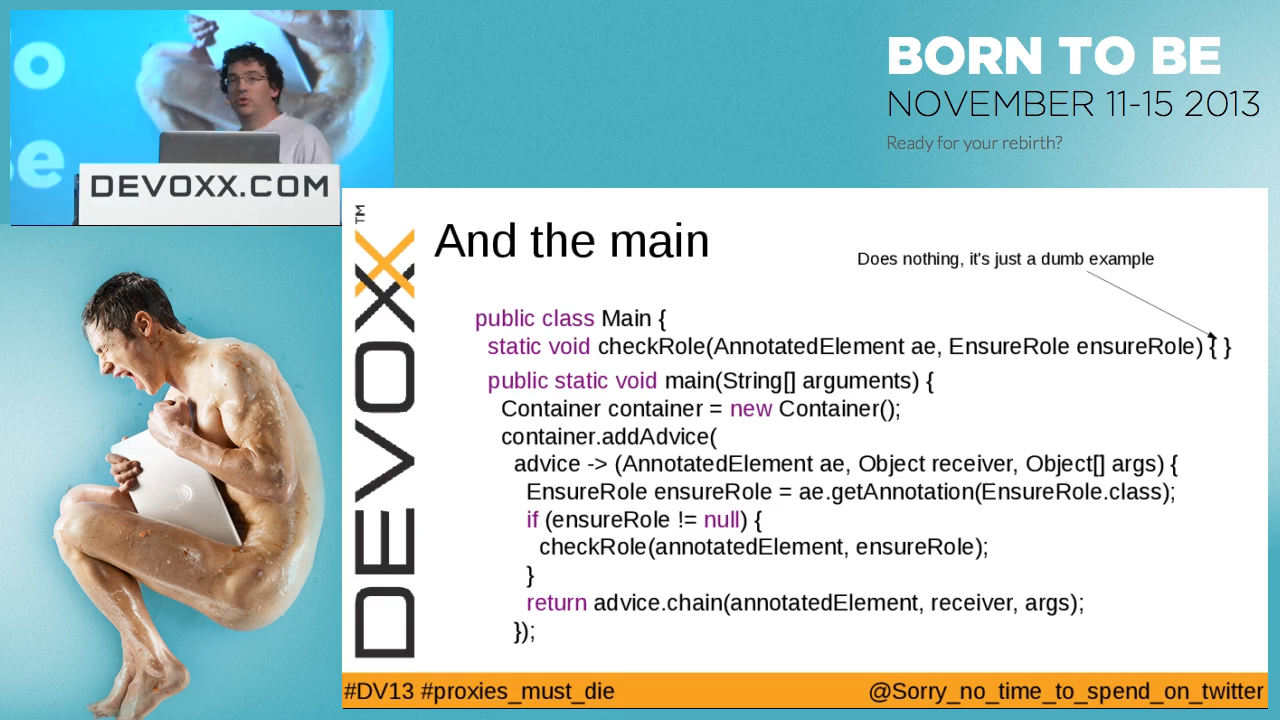 o
se
DEVOXX.COM
BORN TO BE
NOVEMBER 11-15 2013
Ready for your rebirth?
DEVOXX™
And the main
Does nothing, it's just a dumb example
public class Main {
static void checkRole(AnnotatedElement ae, EnsureRole ensureRole) { }
public static void main(String[] arguments) {
Container container = new Container();
container.addAdvice(
advice -> (AnnotatedElement ae, Object receiver, Object[] args) {
EnsureRole ensureRole = ae.getAnnotation(EnsureRole.class);
if (ensureRole != null) {
checkRole(annotatedElement, ensureRole);
}
return advice.chain(annotatedElement, receiver, args);
});
#DV13 #proxies_must_die
@Sorry_no_time_to_spend_on_twitter